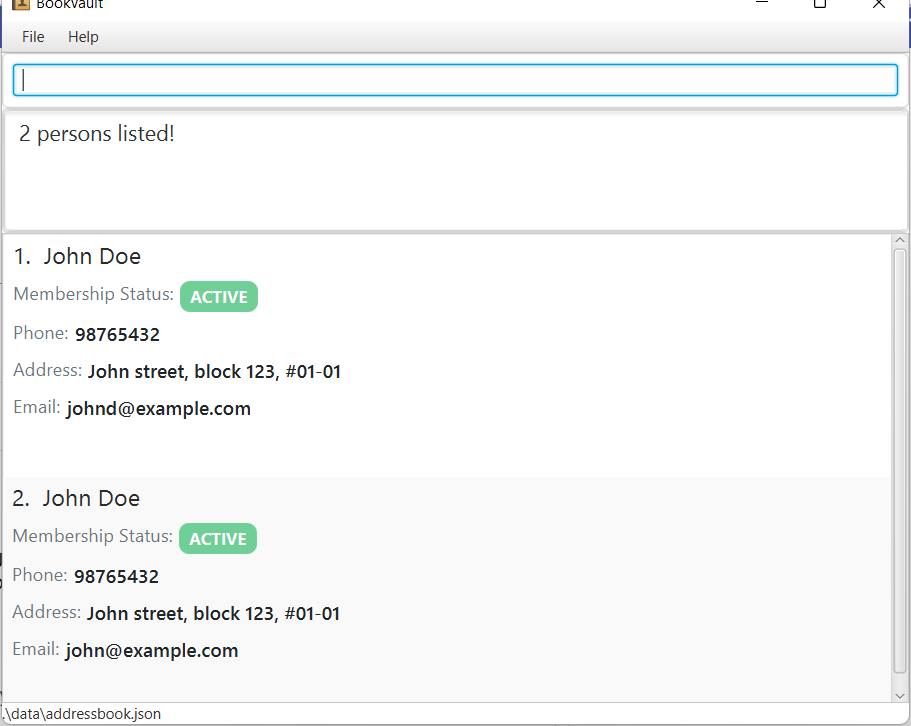 BookVault
File Help
2 persons listed!
1. John Doe
Membership Status: ACTIVE
Phone: 98765432
Address: John street, block 123, #01-01
Email: johnd@example.com
2. John Doe
Membership Status: ACTIVE
Phone: 98765432
Address: John street, block 123, #01-01
Email: john@example.com
.\data\addressbook.json